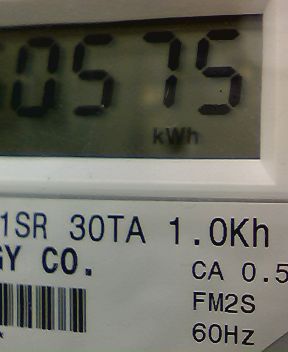 0575
kWh
1SR 30TA 1.0Kh
GY CO.
CA 0.5
FM2S
60Hz